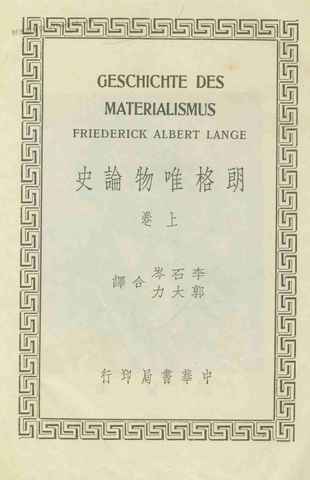 GESCHICHTE DES
MATERIALISMUS
FRIEDERICK ALBERT LANGE
朗格唯物論史
上卷
李石岑
郭大力
合譯
中華書局印行